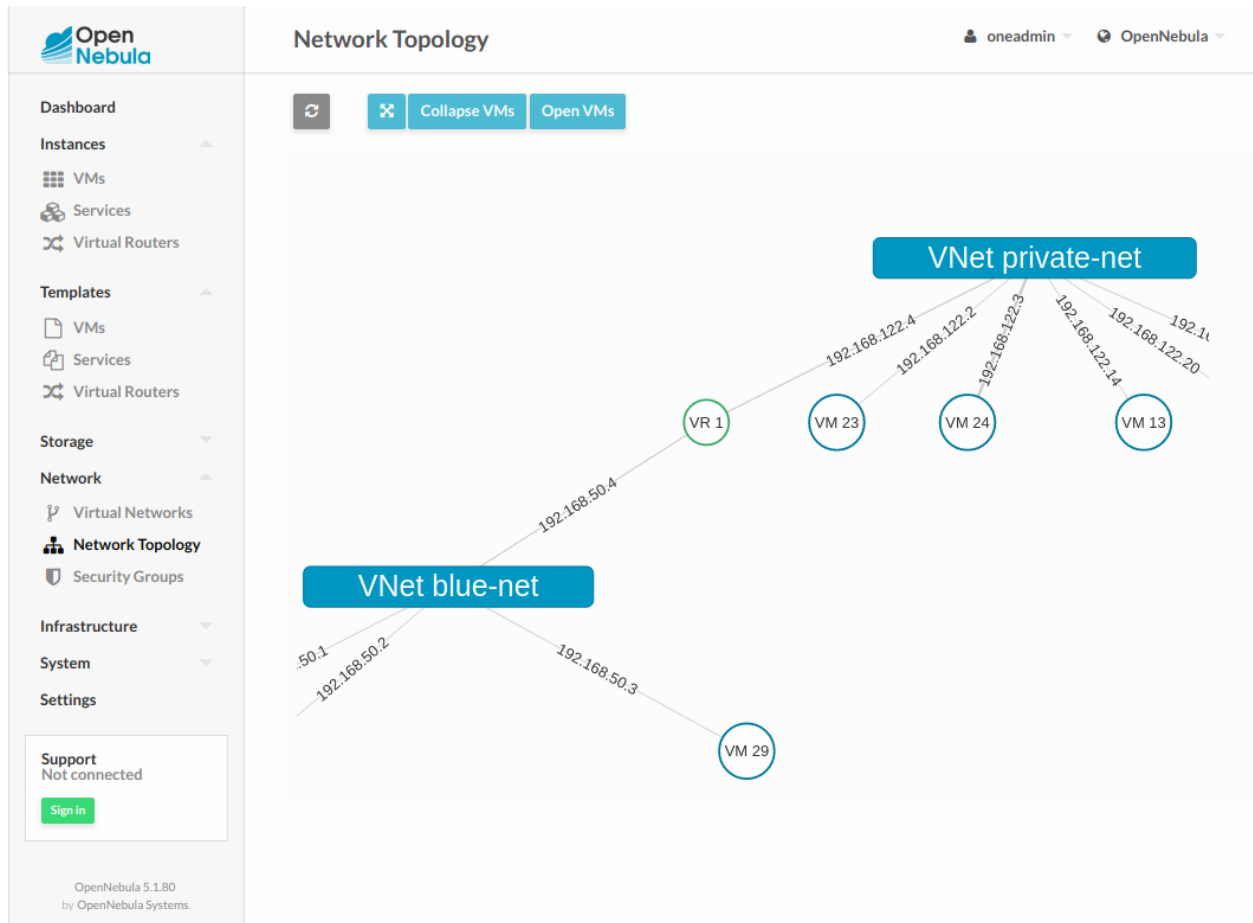 Open
Nebula
Network Topology
oneadmin
OpenNebula
Dashboard
Instances
VMs
Services
Virtual Routers
Templates
VMs
Services
Virtual Routers
Storage
Network
Virtual Networks
Network Topology
Security Groups
Infrastructure
System
Settings
Support
Not connected
Sign in
OpenNebula 5.1.80
by OpenNebula Systems.
Collapse VMs
Open VMs
VNet private-net
192.168.122.4
192.168.122.2
192.168.122.3
192.168.122.14
192.168.122.20
VR 1
VM 23
VM 24
VM 13
192.168.50.4
VNet blue-net
.50.1
192.168.50.2
192.168.50.3
VM 29